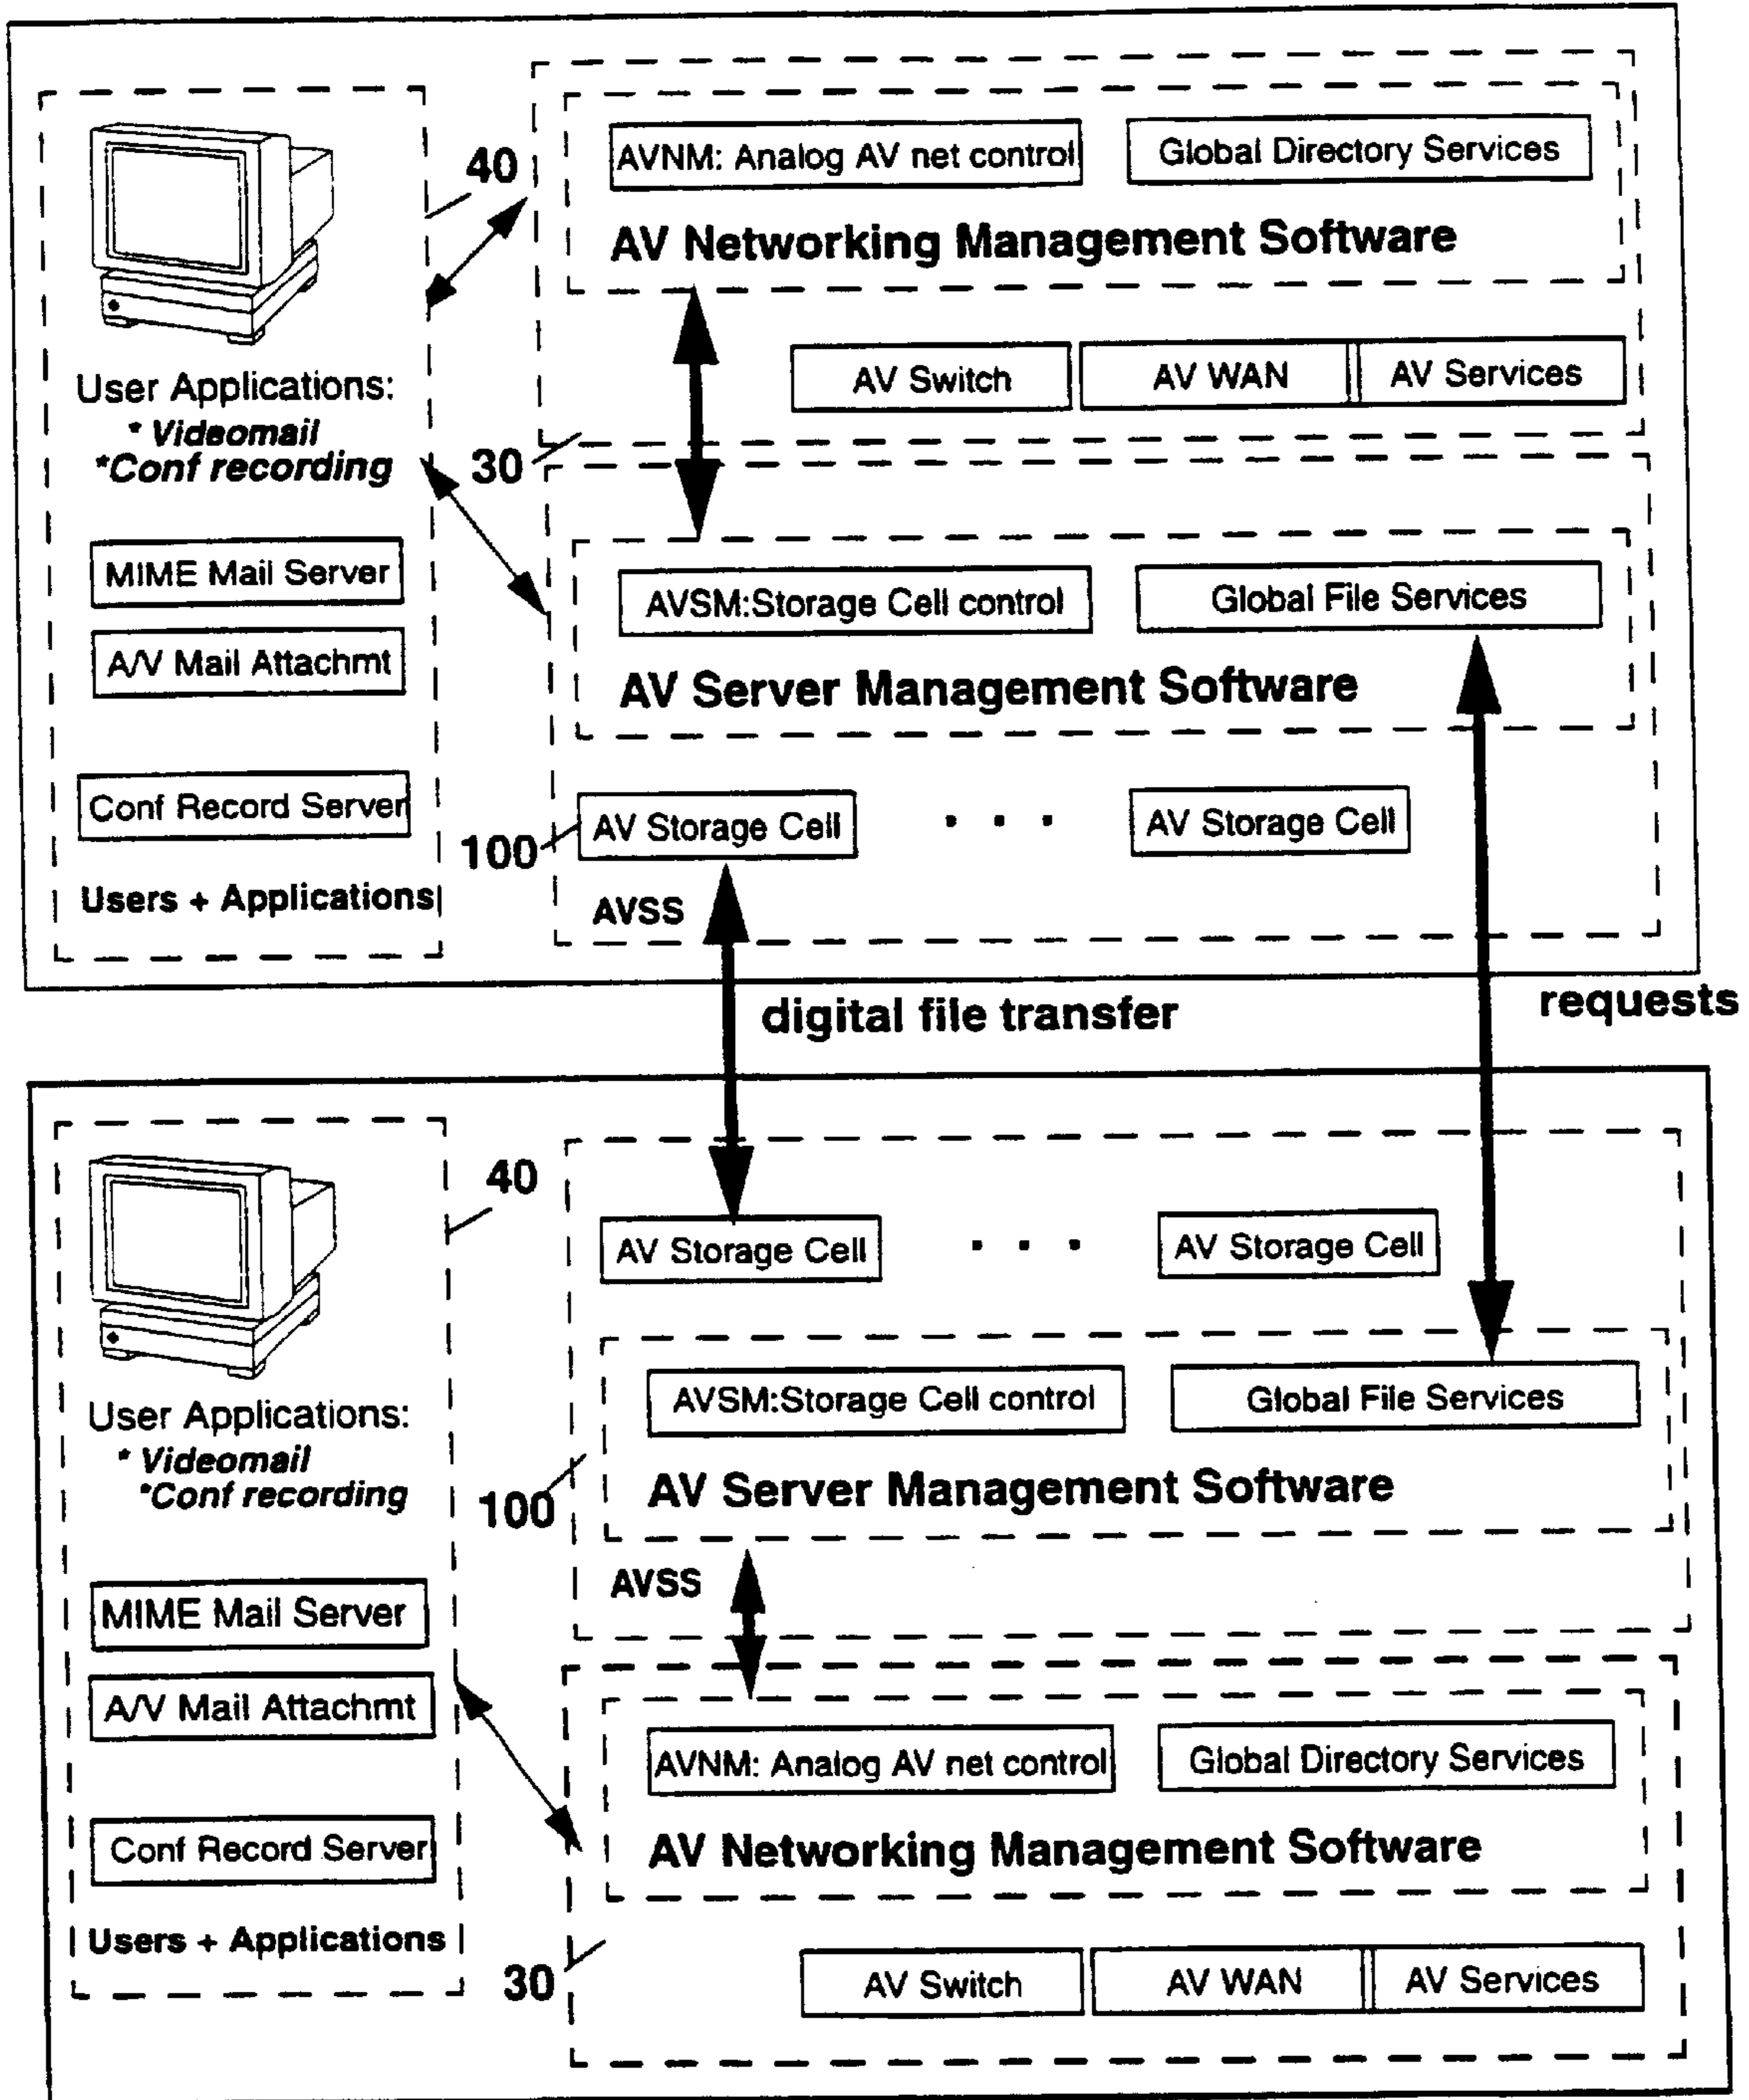 40
AVNM: Analog AV net control
Global Directory Services
AV Networking Management Software
AV Switch
AV WAN
AV Services
User Applications:
* Videomail
*Conf recording
30
MIME Mail Server
A/V Mail Attachmt
Conf Record Server
Users + Applications
AVSM:Storage Cell control
Global File Services
AV Server Management Software
100
AV Storage Cell
. . .
AV Storage Cell
AVSS
digital file transfer
requests
40
AV Storage Cell
. . .
AV Storage Cell
User Applications:
* Videomail
*Conf recording
AVSM:Storage Cell control
Global File Services
AV Server Management Software
100
AVSS
MIME Mail Server
A/V Mail Attachmt
Conf Record Server
Users + Applications
AVNM: Analog AV net control
Global Directory Services
AV Networking Management Software
30
AV Switch
AV WAN
AV Services